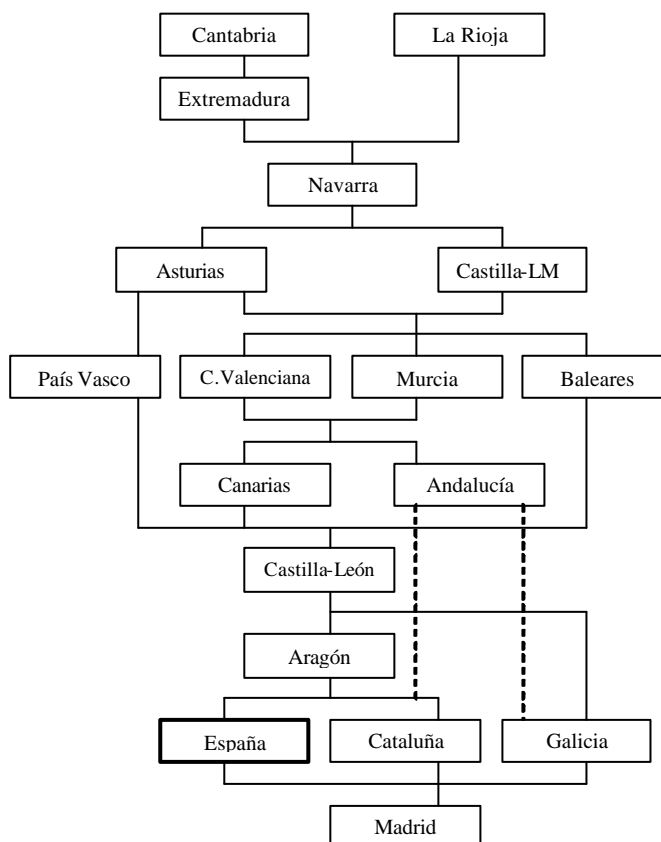 Cantabria
La Rioja
Extremadura
Navarra
Asturias
Castilla-LM
País Vasco
C.Valenciana
Murcia
Baleares
Canarias
Andalucía
Castilla-León
Aragón
España
Cataluña
Galicia
Madrid